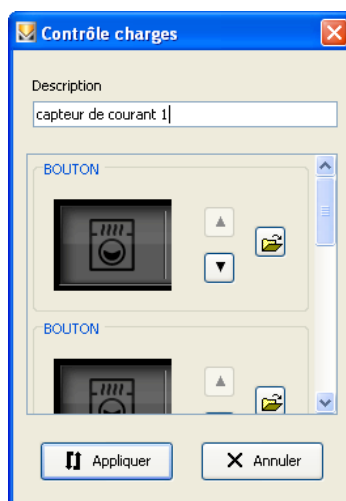 Contrôle charges
Description
capteur de courant 1
BOUTON
BOUTON
Appliquer
Annuler